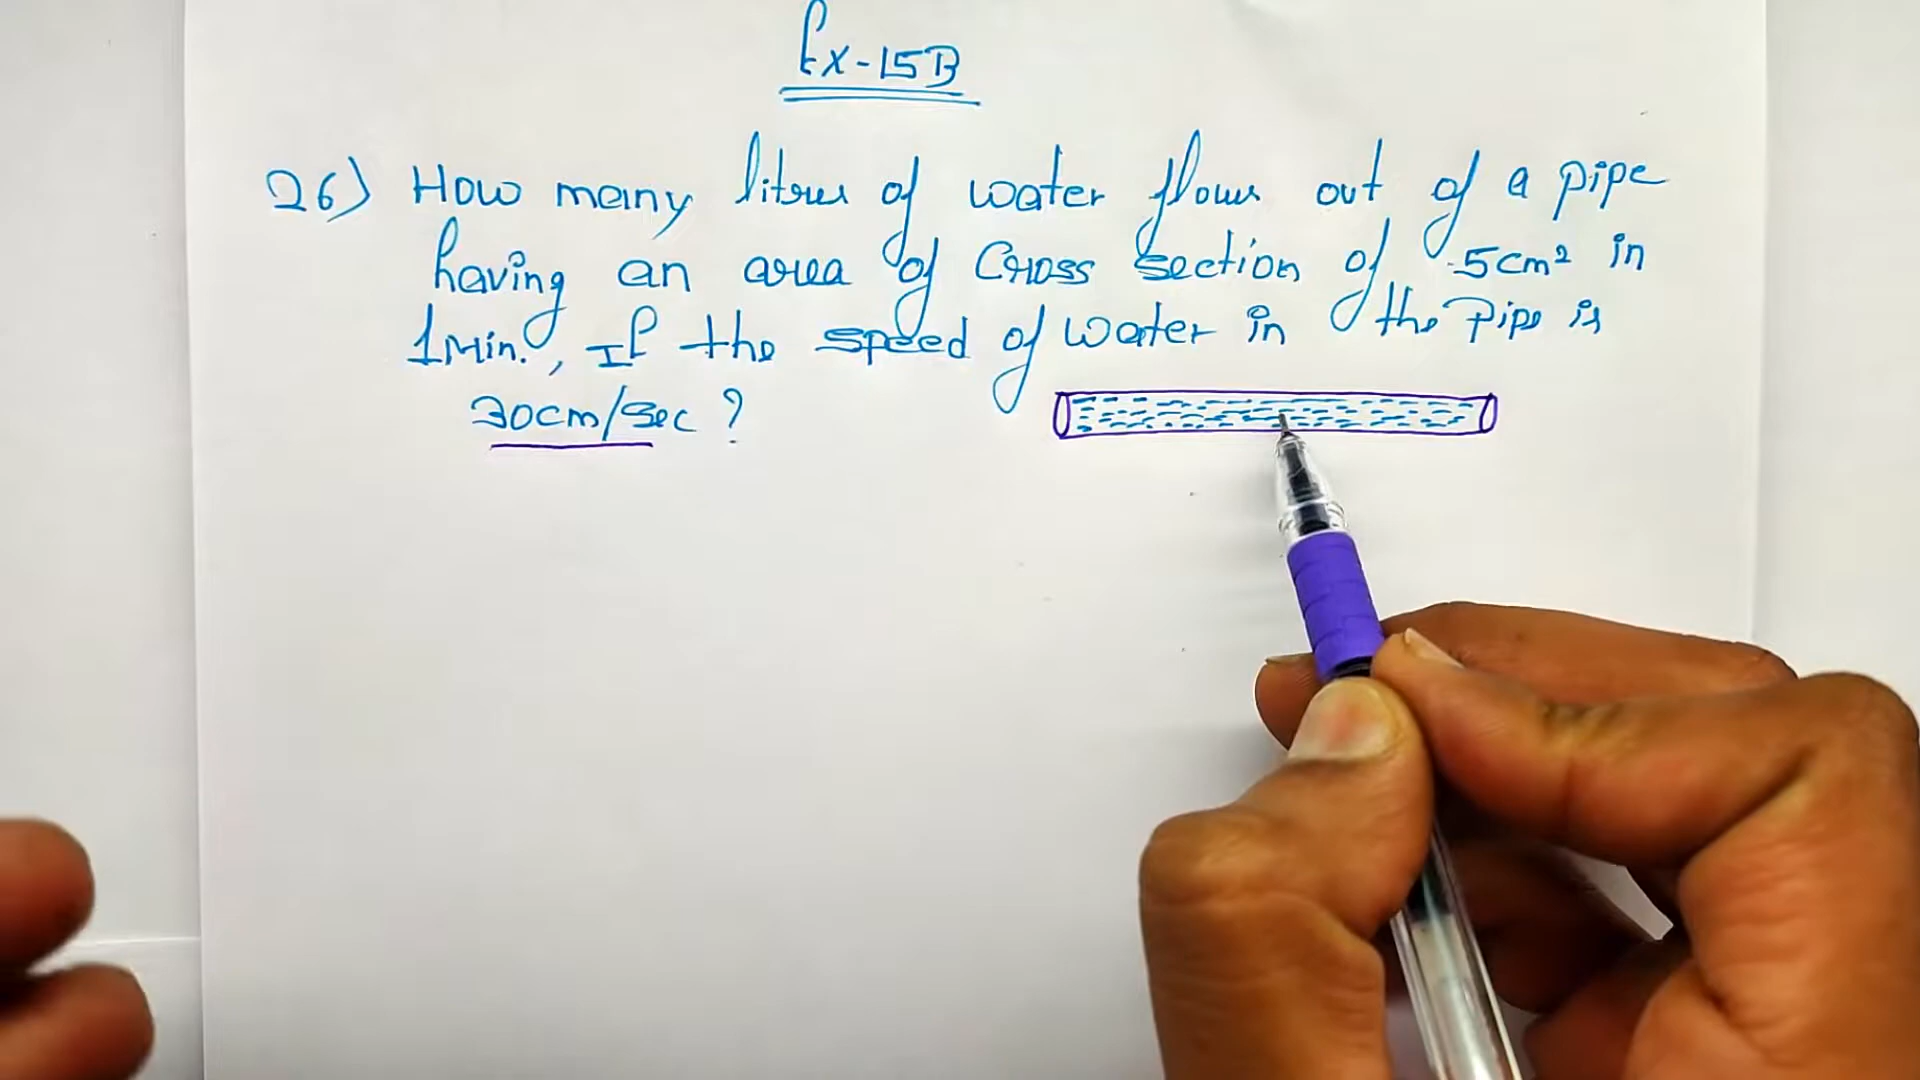 Ex-15B
26) How many litres of water flows out of a pipe
having an area of Cross section of 5cm² in
1Min., If the speed of water in the pipe is
30cm/sec ?